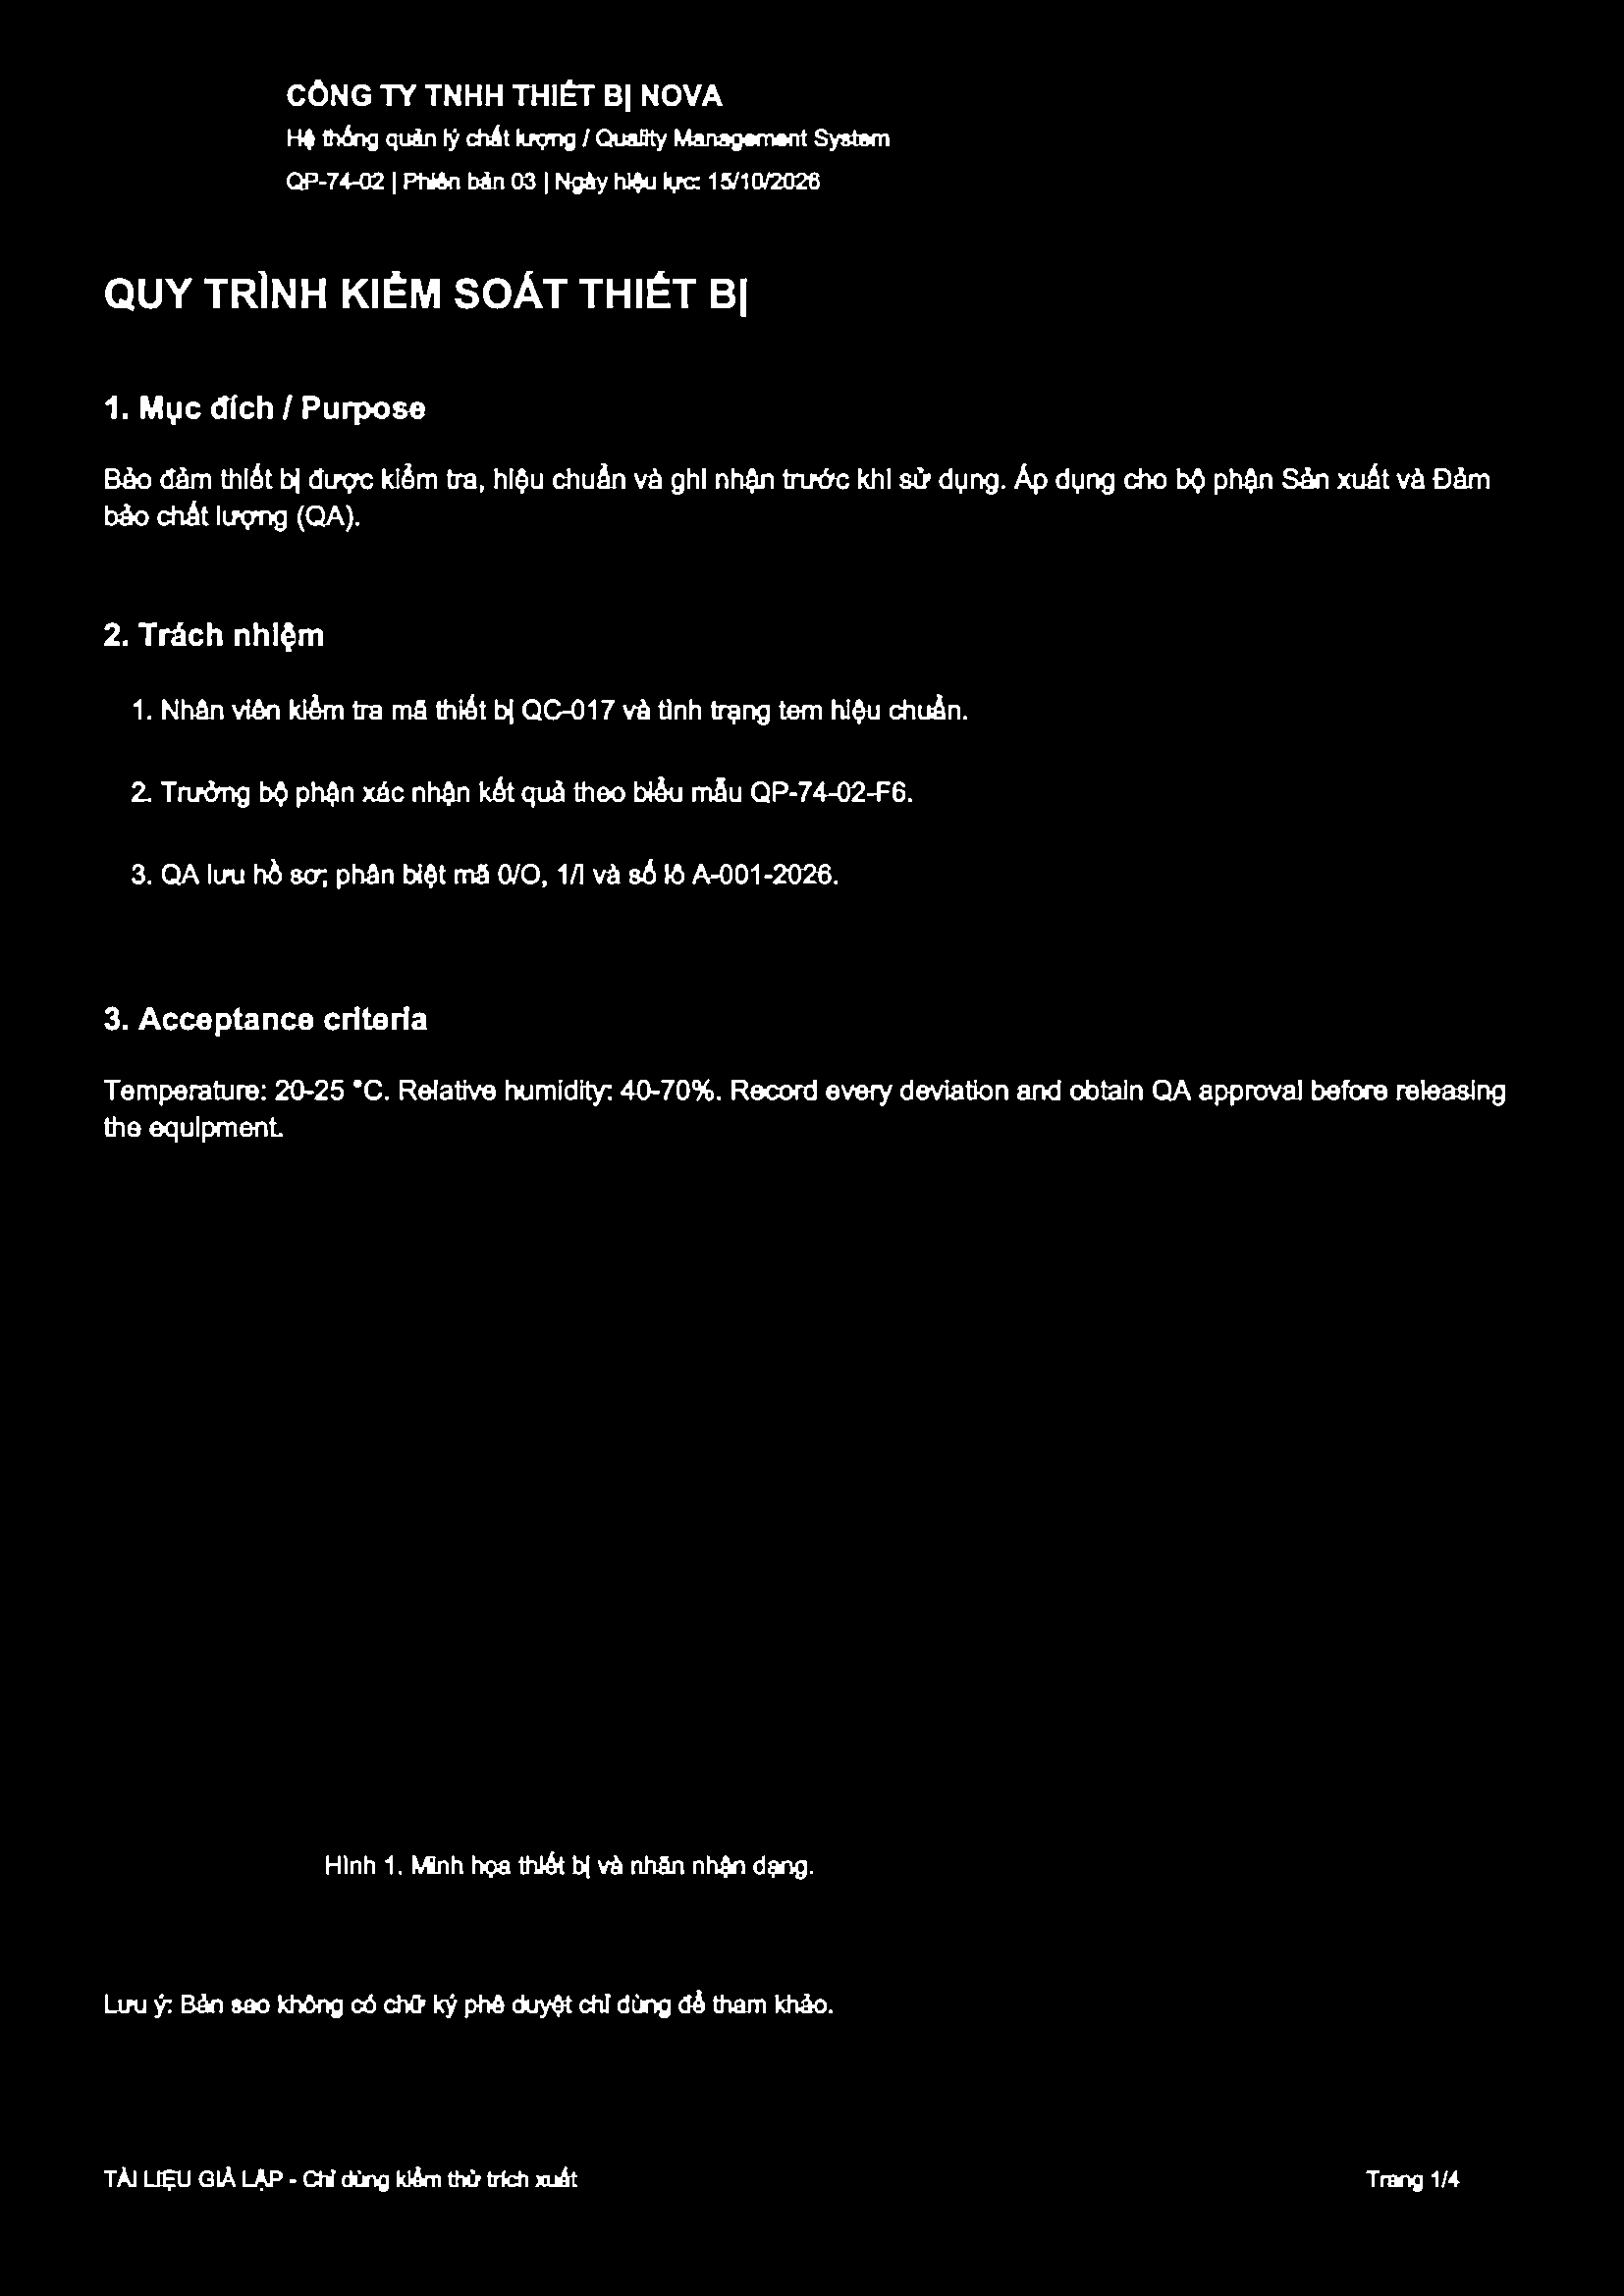 CÔNG TY TNHH THIẾT BỊ NOVA
Hệ thống quản lý chất lượng / Quality Management System
QP-74-02 | Phiên bản 03 | Ngày hiệu lực: 15/10/2026
QUY TRÌNH KIỂM SOÁT THIẾT BỊ
1. Mục đích / Purpose
Bảo đảm thiết bị được kiểm tra, hiệu chuẩn và ghi nhận trước khi sử dụng. Áp dụng cho bộ phận Sản xuất và Đảm
bảo chất lượng (QA).
2. Trách nhiệm
1. Nhân viên kiểm tra mã thiết bị QC-017 và tình trạng tem hiệu chuẩn.
2. Trưởng bộ phận xác nhận kết quả theo biểu mẫu QP-74-02-F6.
3. QA lưu hồ sơ; phân biệt mã 0/O, 1/I và số lô A-001-2026.
3. Acceptance criteria
Temperature: 20-25 °C. Relative humidity: 40-70%. Record every deviation and obtain QA approval before releasing
the equipment.
Hình 1. Minh họa thiết bị và nhãn nhận dạng.
Lưu ý: Bản sao không có chữ ký phê duyệt chỉ dùng để tham khảo.
TÀI LIỆU GIẢ LẬP - Chỉ dùng kiểm thử trích xuất
Trang 1/4